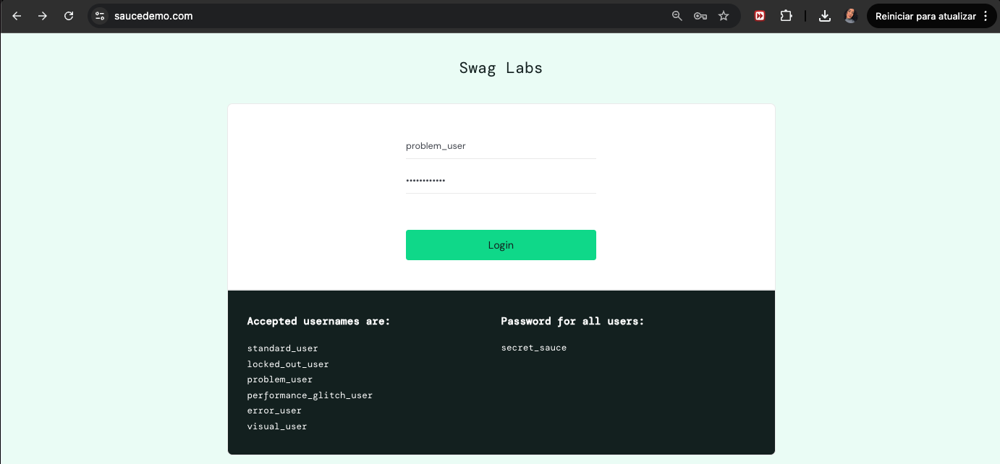 saucedemo.com
Reiniciar para atualizar
Swag Labs
problem_user
••••••••••••
Login
Accepted usernames are:
standard_user
locked_out_user
problem_user
performance_glitch_user
error_user
visual_user
Password for all users:
secret_sauce